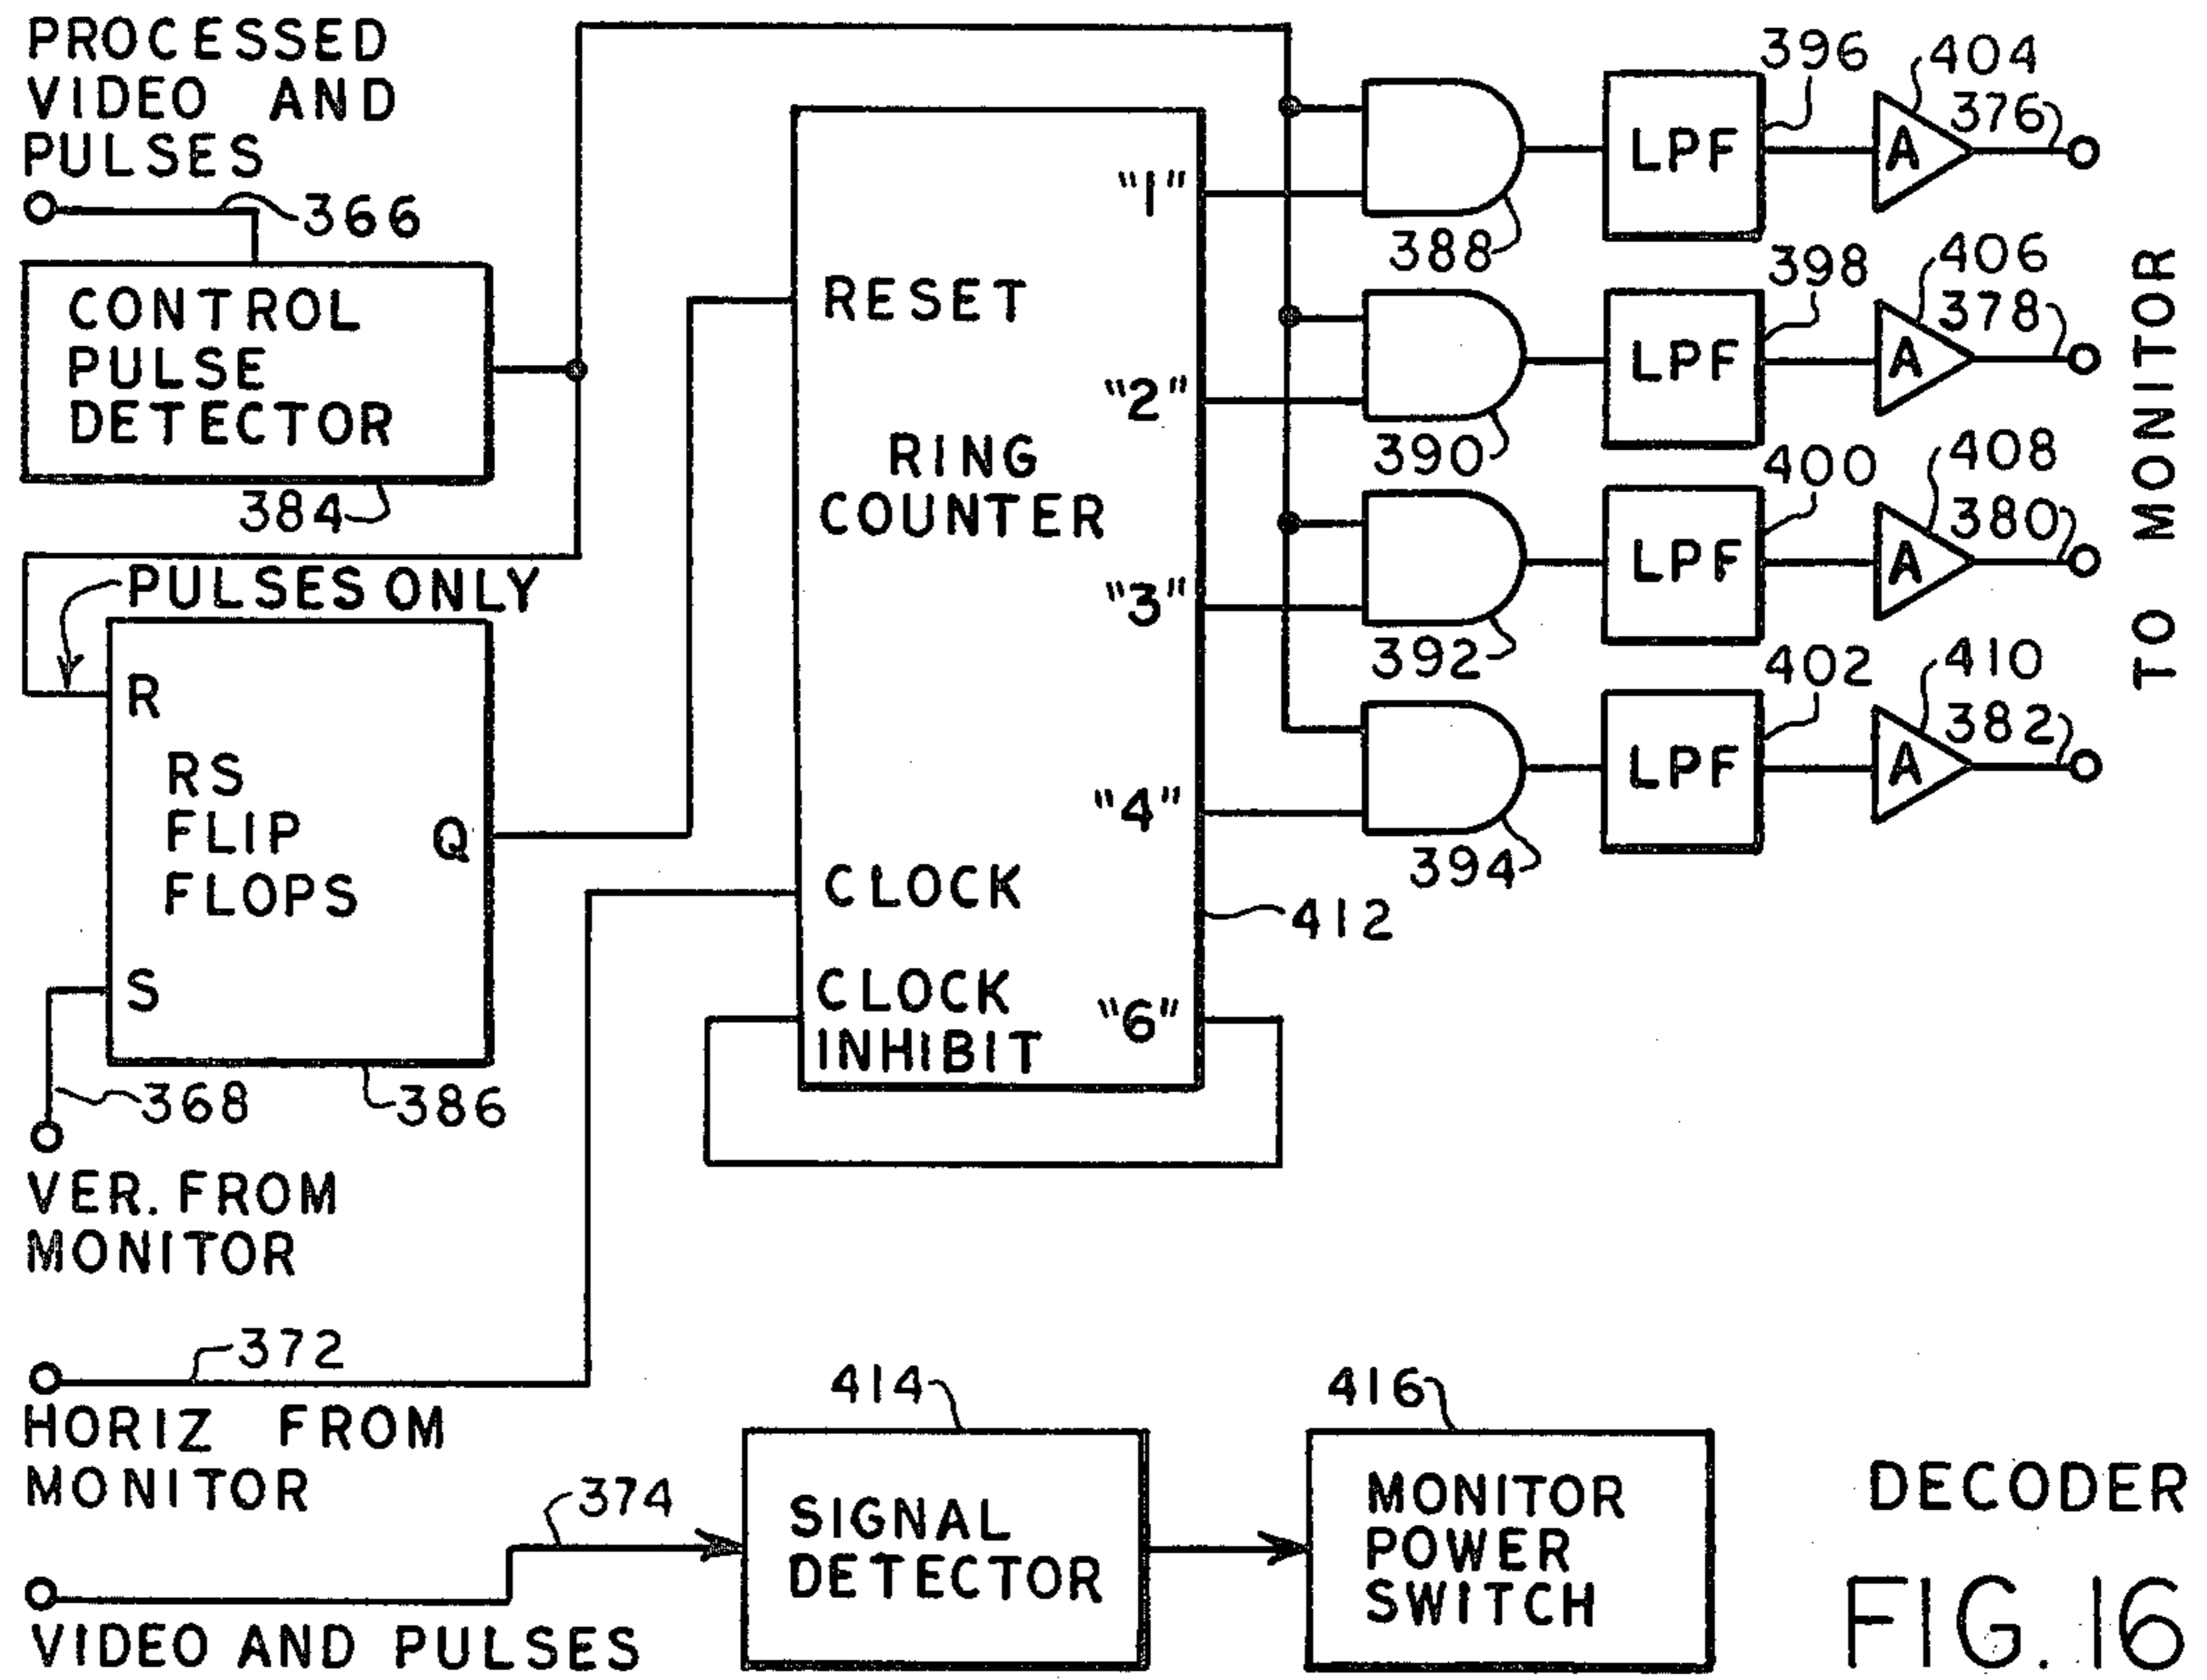 PROCESSED
VIDEO AND
PULSES
366
CONTROL
PULSE
DETECTOR
384
PULSES ONLY
R
RS
FLIP
FLOPS
Q
S
368
386
VER. FROM
MONITOR
372
HORIZ FROM
MONITOR
374
VIDEO AND PULSES
RESET
RING
COUNTER
CLOCK
CLOCK
INHIBIT
"1"
"2"
"3"
"4"
"6"
412
388
390
392
394
LPF
396
LPF
398
LPF
400
LPF
402
A
404
376
A
406
378
A
408
380
A
410
382
TO MONITOR
414
SIGNAL
DETECTOR
416
MONITOR
POWER
SWITCH
DECODER
FIG. 16